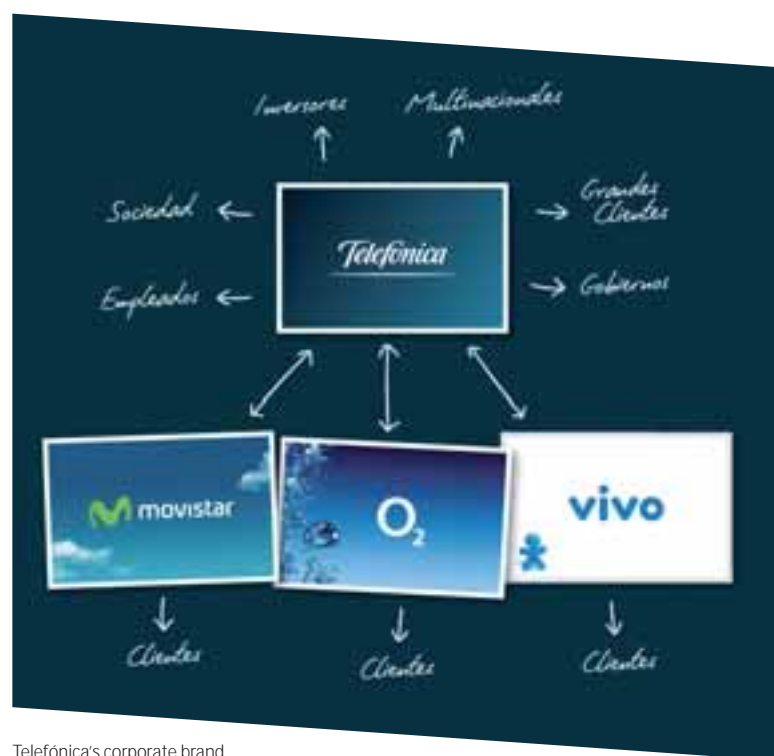 Inversores
Multinacionales
Sociedad
Grandes
Clientes
Empleados
Gobiernos
Telefónica
movistar
O2
vivo
Clientes
Clientes
Clientes
Telefónica's corporate brand